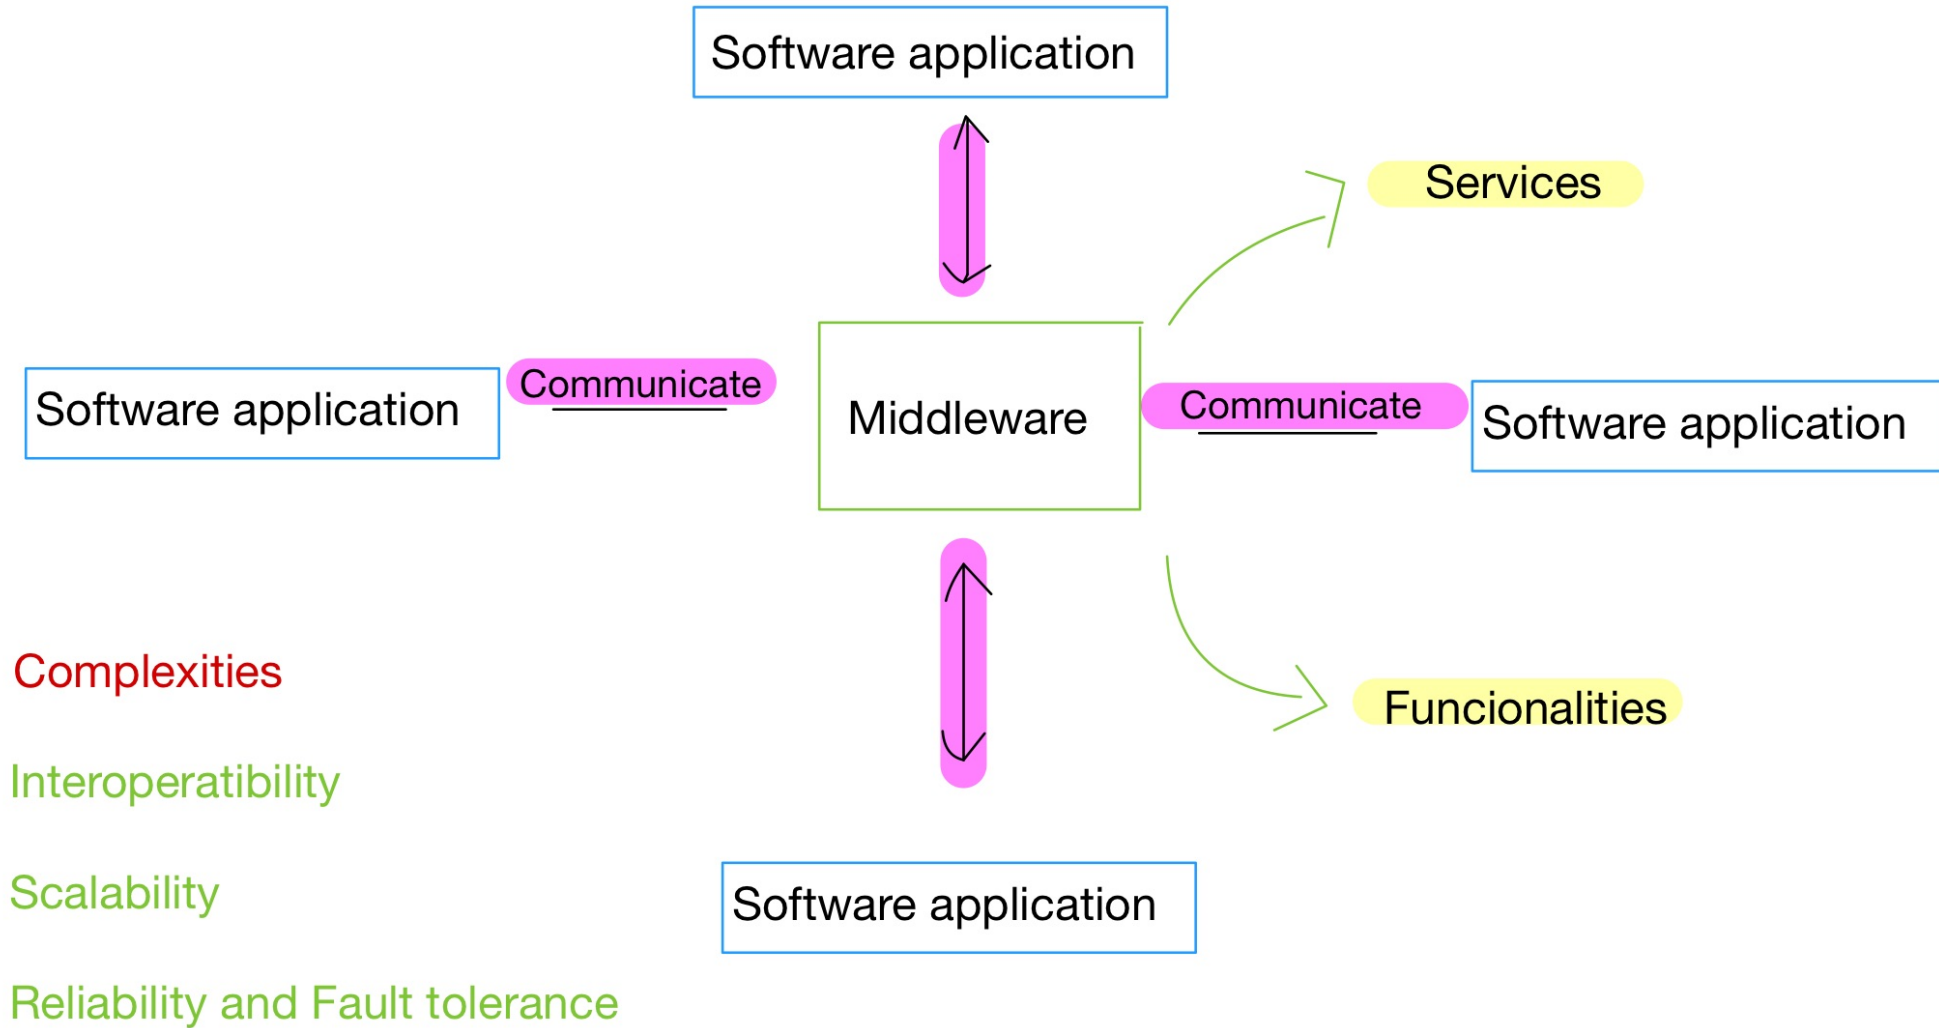 Software application
Services
Software application
Communicate
Middleware
Communicate
Software application
Complexities
Funcionalities
Interoperatibility
Scalability
Software application
Reliability and Fault tolerance